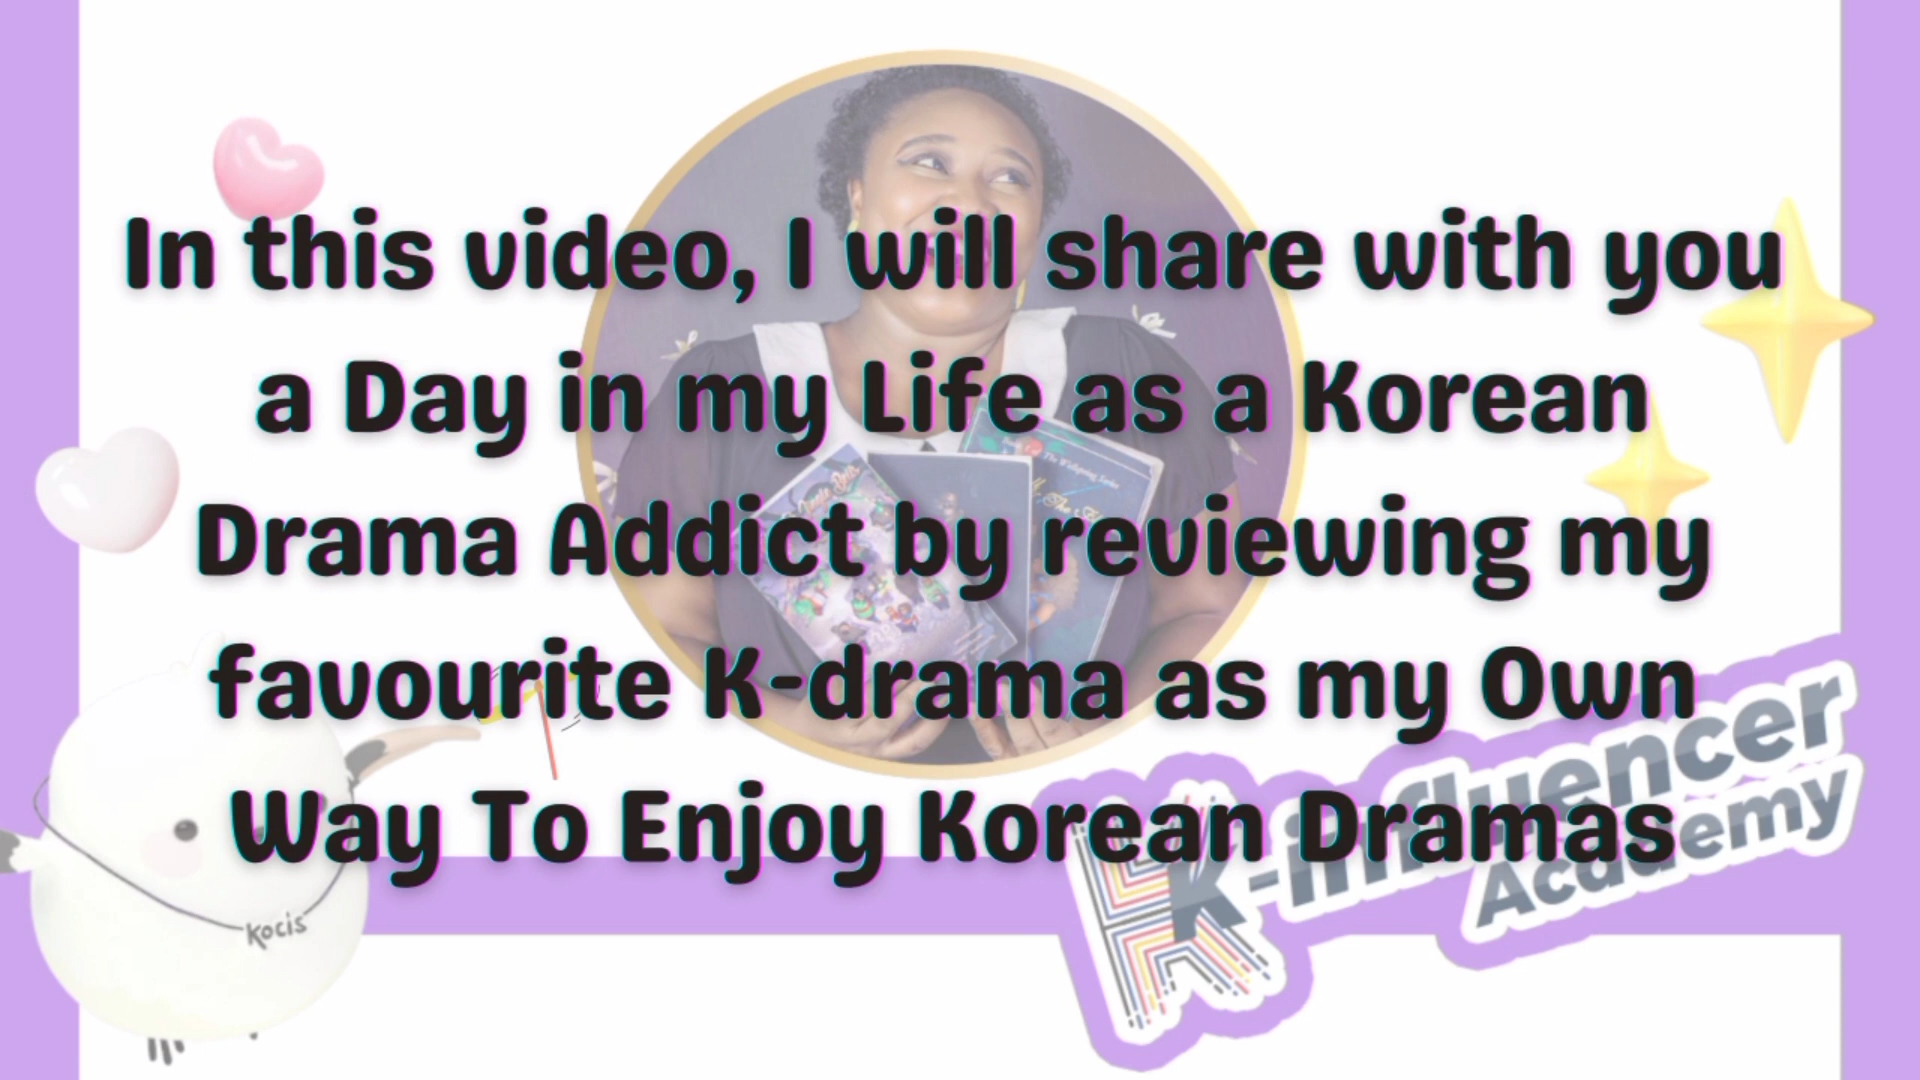 In this video, I will share with you
a Day in my Life as a Korean
Drama Addict by reviewing my
favourite K-drama as my Own
Way To Enjoy Korean Dramas
K-influencer
Academy
Kocis